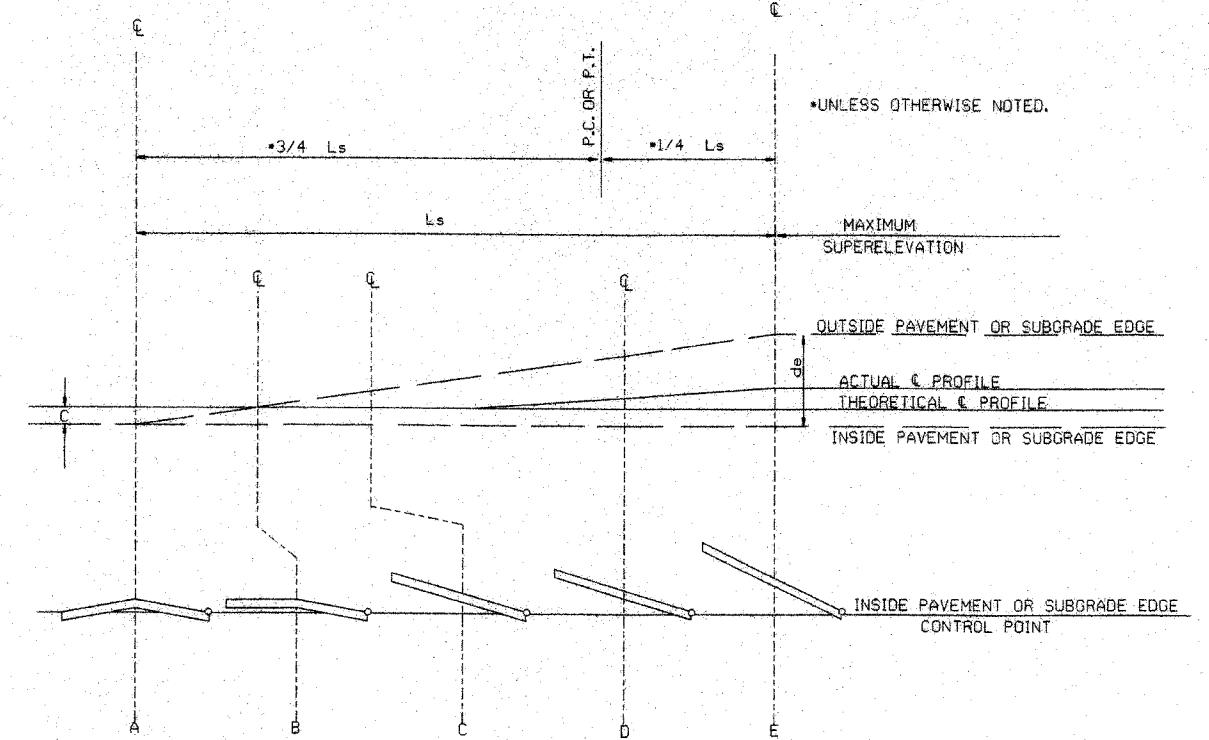 ℄ ℄
P.C. OR P.T.
*UNLESS OTHERWISE NOTED.
*3/4 Ls *1/4 Ls
Ls
MAXIMUM
SUPERELEVATION
℄ ℄ ℄
OUTSIDE PAVEMENT OR SUBGRADE EDGE
de
ACTUAL ℄ PROFILE
THEORETICAL ℄ PROFILE
C
INSIDE PAVEMENT OR SUBGRADE EDGE
INSIDE PAVEMENT OR SUBGRADE EDGE
CONTROL POINT
A B C D E